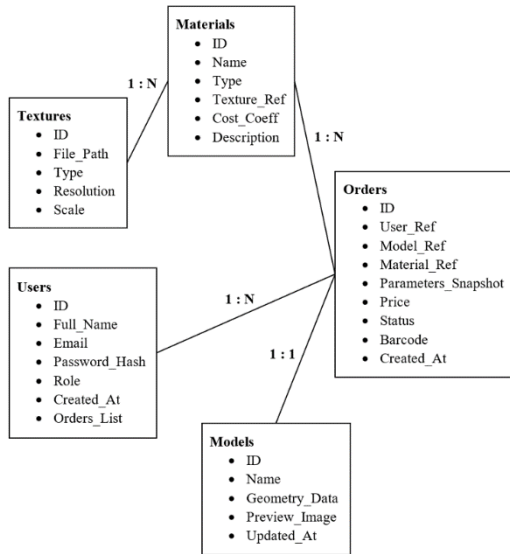 Materials
• ID
• Name
• Type
• Texture_Ref
• Cost_Coeff
• Description
1 : N
Textures
• ID
• File_Path
• Type
• Resolution
• Scale
1 : N
Orders
• ID
• User_Ref
• Model_Ref
• Material_Ref
• Parameters_Snapshot
• Price
• Status
• Barcode
• Created_At
Users
• ID
• Full_Name
• Email
• Password_Hash
• Role
• Created_At
• Orders_List
1 : N
1 : 1
Models
• ID
• Name
• Geometry_Data
• Preview_Image
• Updated_At